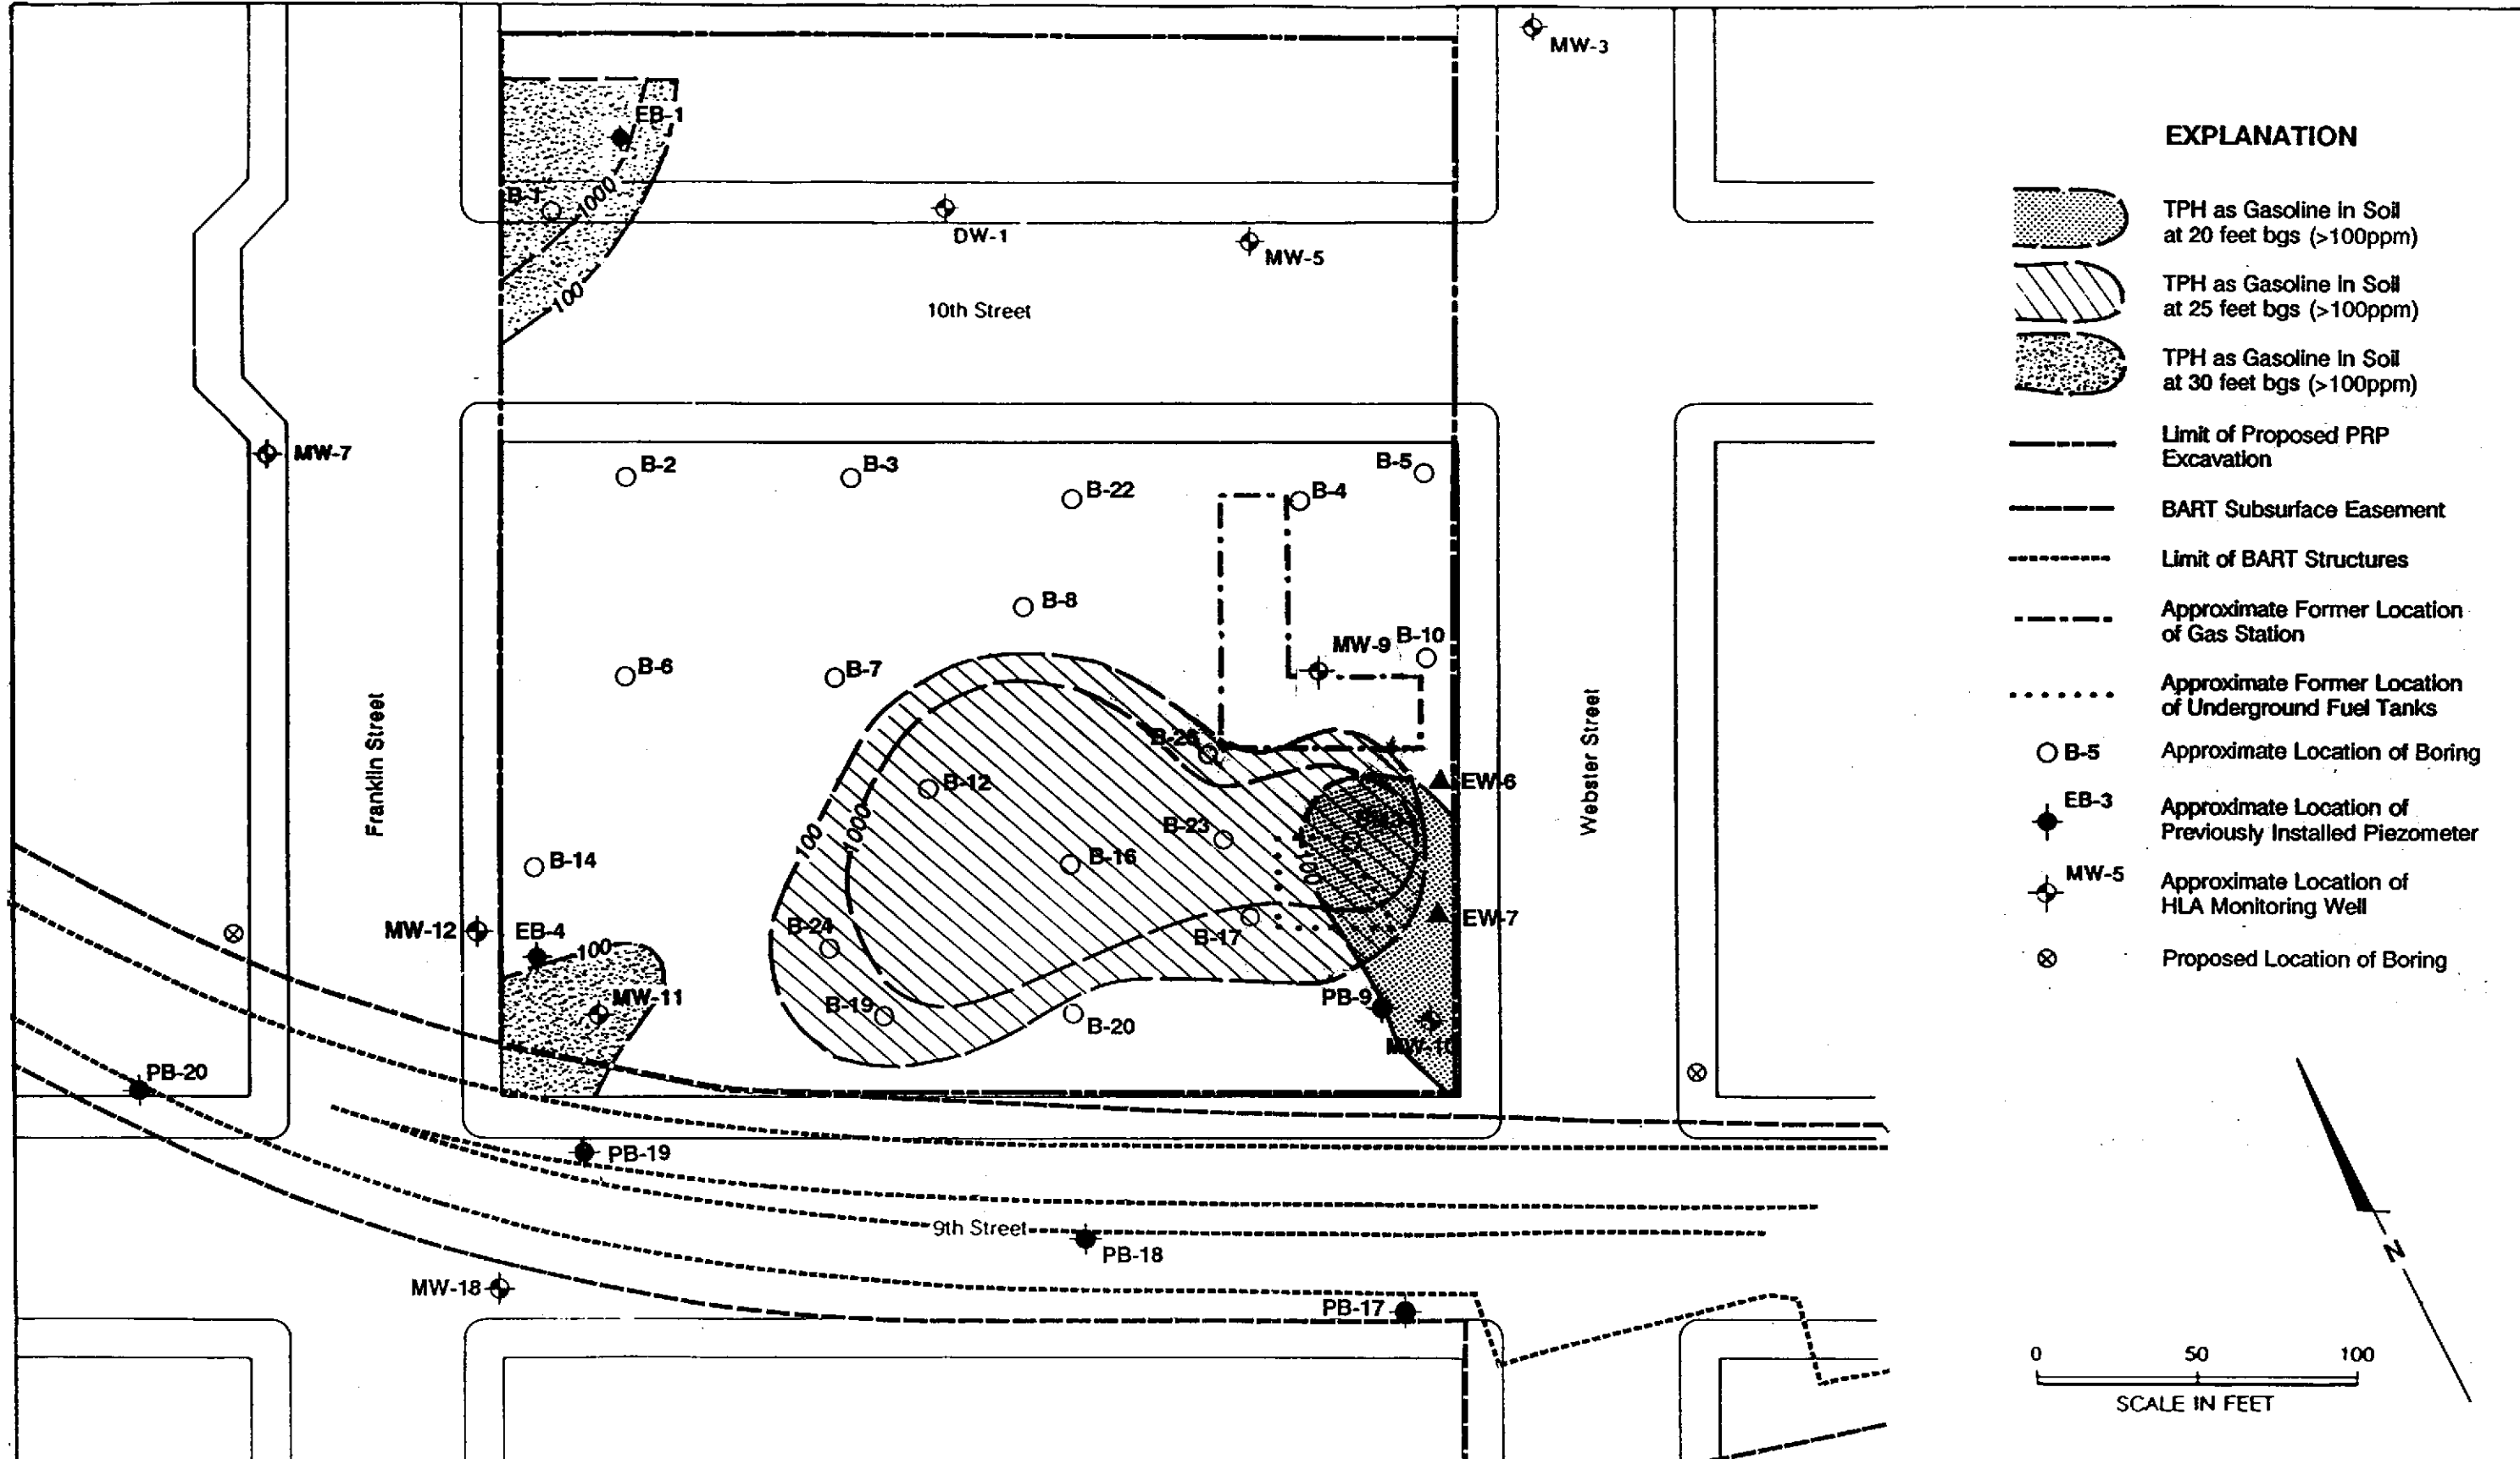 MW-3
EB-1
B-1
1000
100
DW-1
MW-5
10th Street
MW-7
B-2
B-3
B-22
B-4
B-5
B-8
B-6
B-7
MW-9
B-10
Franklin Street
Webster Street
B-12
B-23
B-16
100
1000
100
EW-6
EW-7
B-14
MW-12
EB-4
100
MW-11
B-24
B-17
B-19
B-20
PB-9
MW-10
PB-20
PB-19
9th Street
PB-18
MW-18
PB-17
EXPLANATION
TPH as Gasoline in Soil
at 20 feet bgs (>100ppm)
TPH as Gasoline in Soil
at 25 feet bgs (>100ppm)
TPH as Gasoline in Soil
at 30 feet bgs (>100ppm)
Limit of Proposed PRP
Excavation
BART Subsurface Easement
Limit of BART Structures
Approximate Former Location
of Gas Station
Approximate Former Location
of Underground Fuel Tanks
B-5 Approximate Location of Boring
EB-3 Approximate Location of
Previously Installed Piezometer
MW-5 Approximate Location of
HLA Monitoring Well
Proposed Location of Boring
N
0 50 100
SCALE IN FEET